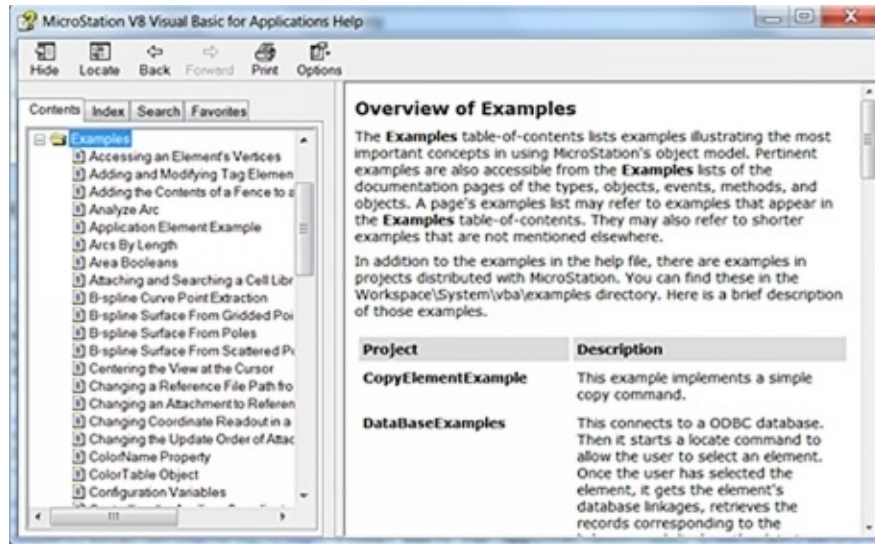 MicroStation V8 Visual Basic for Applications Help
Hide Locate Back Forward Print Options
Contents Index Search Favorites
Examples
Accessing an Element's Vertices
Adding and Modifying Tag Elemen
Adding the Contents of a Fence to a
Analyze Arc
Application Element Example
Arcs By Length
Area Booleans
Attaching and Searching a Cell Libr
B-spline Curve Point Extraction
B-spline Surface From Gridded Poi
B-spline Surface From Poles
B-spline Surface From Scattered Po
Centering the View at the Cursor
Changing a Reference File Path fro
Changing an Attachment to Referen
Changing Coordinate Readout in a
Changing the Update Order of Attac
ColorName Property
ColorTable Object
Configuration Variables
Overview of Examples
The Examples table-of-contents lists examples illustrating the most
important concepts in using MicroStation's object model. Pertinent
examples are also accessible from the Examples lists of the
documentation pages of the types, objects, events, methods, and
objects. A page's examples list may refer to examples that appear in
the Examples table-of-contents. They may also refer to shorter
examples that are not mentioned elsewhere.
In addition to the examples in the help file, there are examples in
projects distributed with MicroStation. You can find these in the
Workspace\System\vba\examples directory. Here is a brief description
of those examples.
Project Description
CopyElementExample This example implements a simple
copy command.
DataBaseExamples This connects to a ODBC database.
Then it starts a locate command to
allow the user to select an element.
Once the user has selected the
element, it gets the element's
database linkages, retrieves the
records corresponding to the